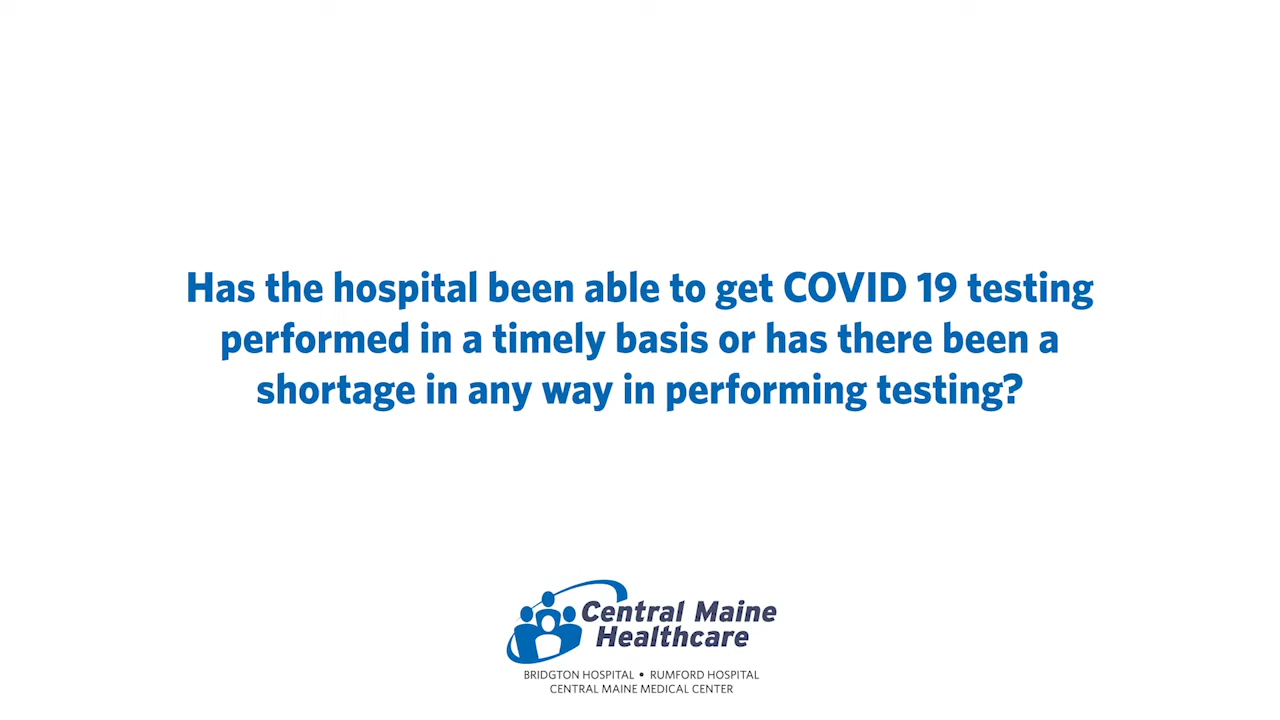 Has the hospital been able to get COVID 19 testing
performed in a timely basis or has there been a
shortage in any way in performing testing?
Central Maine
Healthcare
BRIDGTON HOSPITAL • RUMFORD HOSPITAL
CENTRAL MAINE MEDICAL CENTER